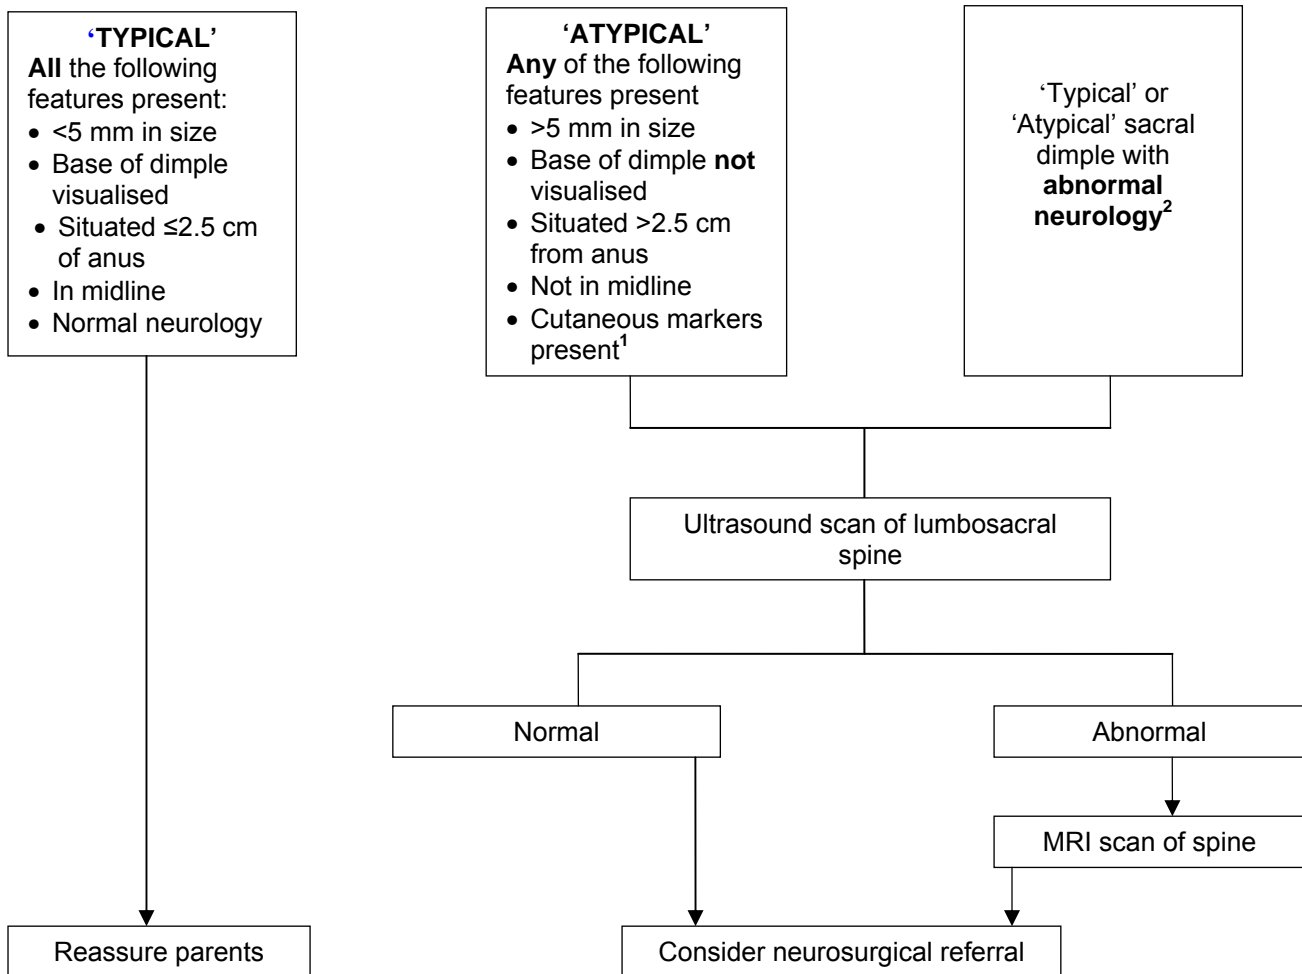 ‘TYPICAL’
All the following
features present:
• <5 mm in size
• Base of dimple
visualised
• Situated ≤2.5 cm
of anus
• In midline
• Normal neurology
‘ATYPICAL’
Any of the following
features present
• >5 mm in size
• Base of dimple not
visualised
• Situated >2.5 cm
from anus
• Not in midline
• Cutaneous markers
present1
‘Typical’ or
‘Atypical’ sacral
dimple with
abnormal
neurology2
Ultrasound scan of lumbosacral
spine
Normal
Abnormal
MRI scan of spine
Reassure parents
Consider neurosurgical referral